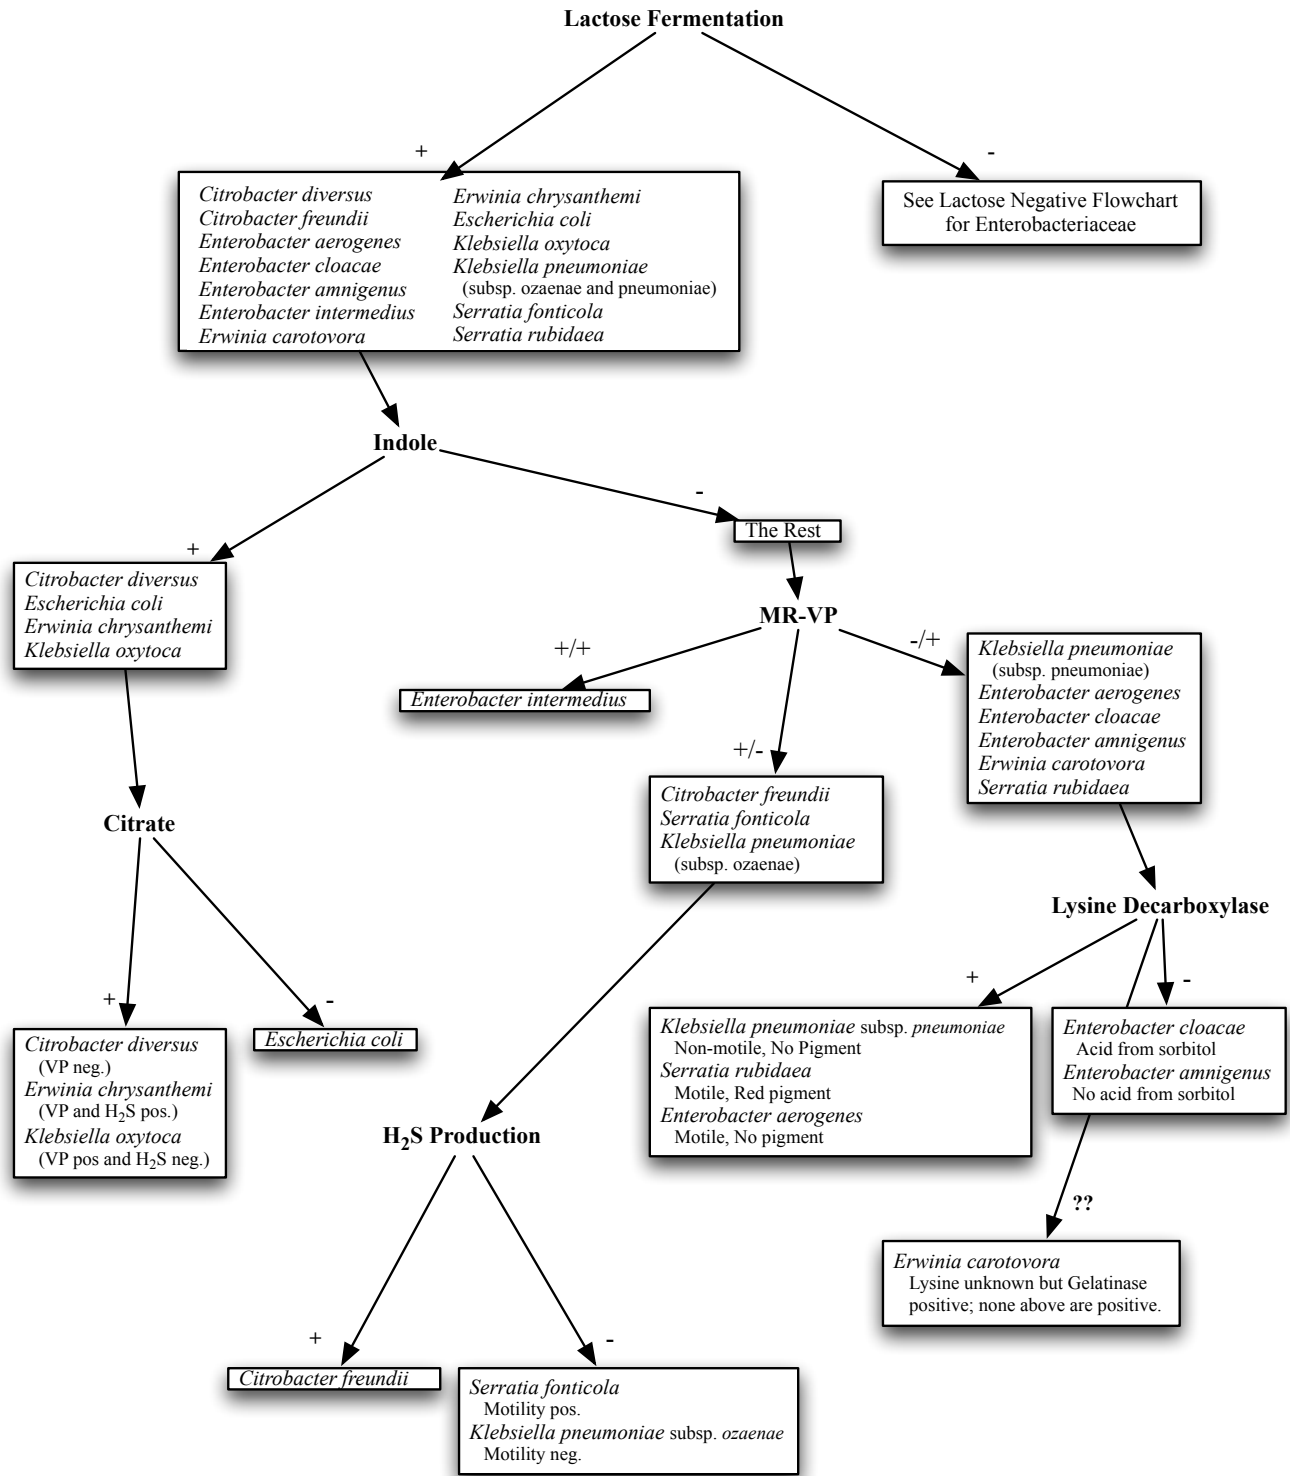 Lactose Fermentation
+
-
Citrobacter diversus
Citrobacter freundii
Enterobacter aerogenes
Enterobacter cloacae
Enterobacter amnigenus
Enterobacter intermedius
Erwinia carotovora
Erwinia chrysanthemi
Escherichia coli
Klebsiella oxytoca
Klebsiella pneumoniae
(subsp. ozaenae and pneumoniae)
Serratia fonticola
Serratia rubidaea
See Lactose Negative Flowchart
for Enterobacteriaceae
Indole
+
-
The Rest
Citrobacter diversus
Escherichia coli
Erwinia chrysanthemi
Klebsiella oxytoca
MR-VP
+/+
+/-
-/+
Enterobacter intermedius
Citrobacter freundii
Serratia fonticola
Klebsiella pneumoniae
(subsp. ozaenae)
Klebsiella pneumoniae
(subsp. pneumoniae)
Enterobacter aerogenes
Enterobacter cloacae
Enterobacter amnigenus
Erwinia carotovora
Serratia rubidaea
Citrate
+
-
Citrobacter diversus
(VP neg.)
Erwinia chrysanthemi
(VP and H2S pos.)
Klebsiella oxytoca
(VP pos and H2S neg.)
Escherichia coli
Lysine Decarboxylase
+
-
Klebsiella pneumoniae subsp. pneumoniae
Non-motile, No Pigment
Serratia rubidaea
Motile, Red pigment
Enterobacter aerogenes
Motile, No pigment
Enterobacter cloacae
Acid from sorbitol
Enterobacter amnigenus
No acid from sorbitol
??
Erwinia carotovora
Lysine unknown but Gelatinase
positive; none above are positive.
H2S Production
+
-
Citrobacter freundii
Serratia fonticola
Motility pos.
Klebsiella pneumoniae subsp. ozaenae
Motility neg.